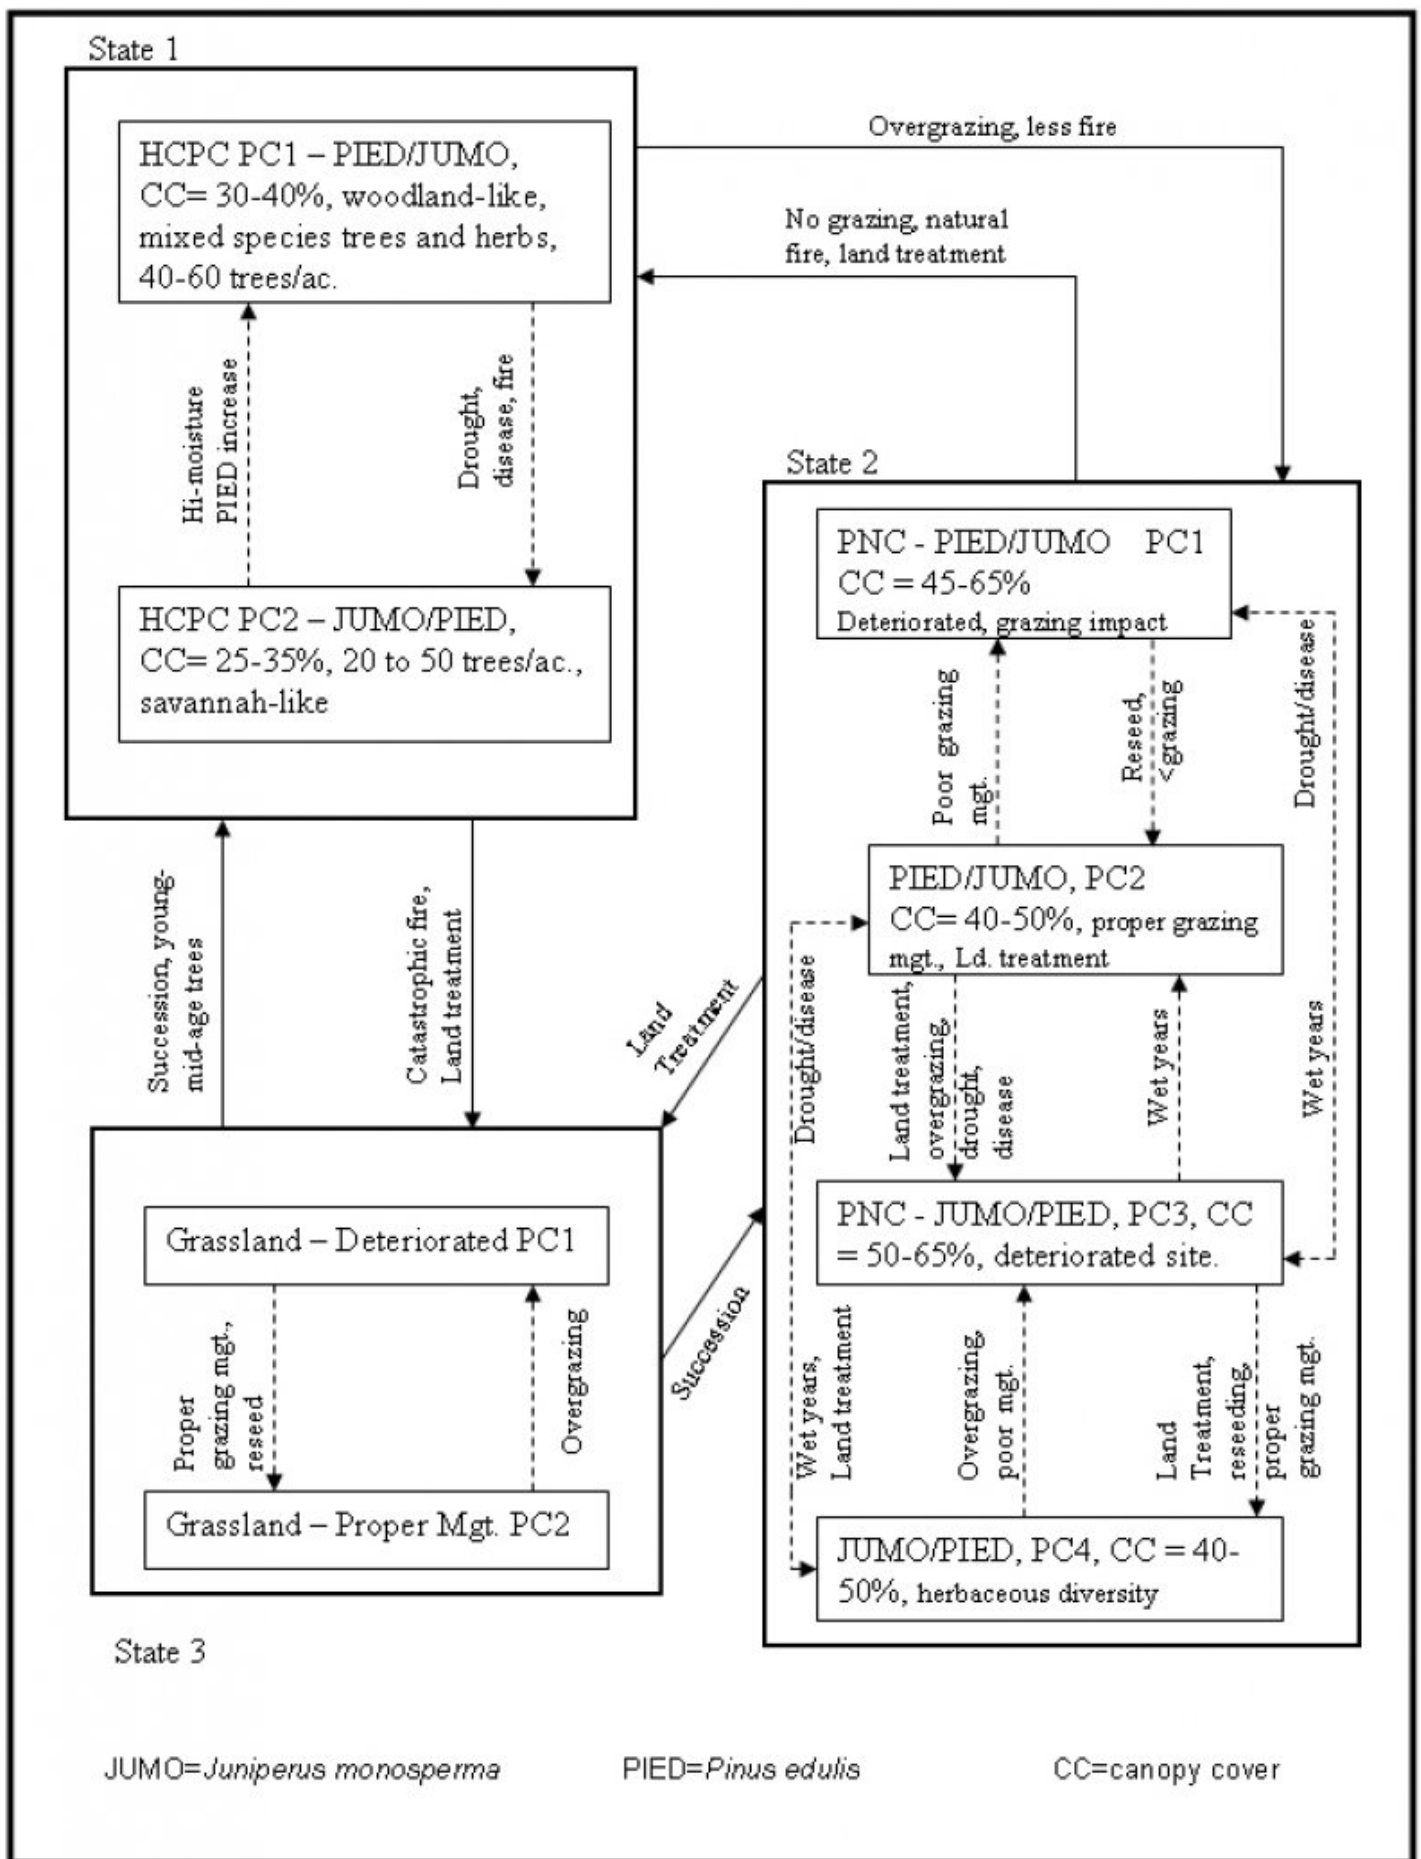 State 1
HCPC PC1 – PIED/JUMO,
CC= 30-40%, woodland-like,
mixed species trees and herbs,
40-60 trees/ac.
Hi-moisture
PIED increase
Drought,
disease, fire
HCPC PC2 – JUMO/PIED,
CC= 25-35%, 20 to 50 trees/ac.,
savannah-like
Overgrazing, less fire
No grazing, natural
fire, land treatment
State 2
PNC - PIED/JUMO PC1
CC = 45-65%
Deteriorated, grazing impact
Poor grazing
mgt.
Reseed,
<grazing
Drought/disease
Wet years
PIED/JUMO, PC2
CC= 40-50%, proper grazing
mgt., Ld. treatment
Drought/disease
Wet years,
Land treatment
Land treatment,
overgrazing,
drought,
disease
Wet years
PNC - JUMO/PIED, PC3, CC
= 50-65%, deteriorated site.
Overgrazing,
poor mgt.
Land
Treatment,
reseeding,
proper
grazing mgt.
JUMO/PIED, PC4, CC = 40-
50%, herbaceous diversity
Succession, young-
mid-age trees
Catastrophic fire,
Land treatment
Land
Treatment
Succession
Grassland – Deteriorated PC1
Proper
grazing mgt.,
reseed
Overgrazing
Grassland – Proper Mgt. PC2
State 3
JUMO=Juniperus monosperma PIED=Pinus edulis CC=canopy cover